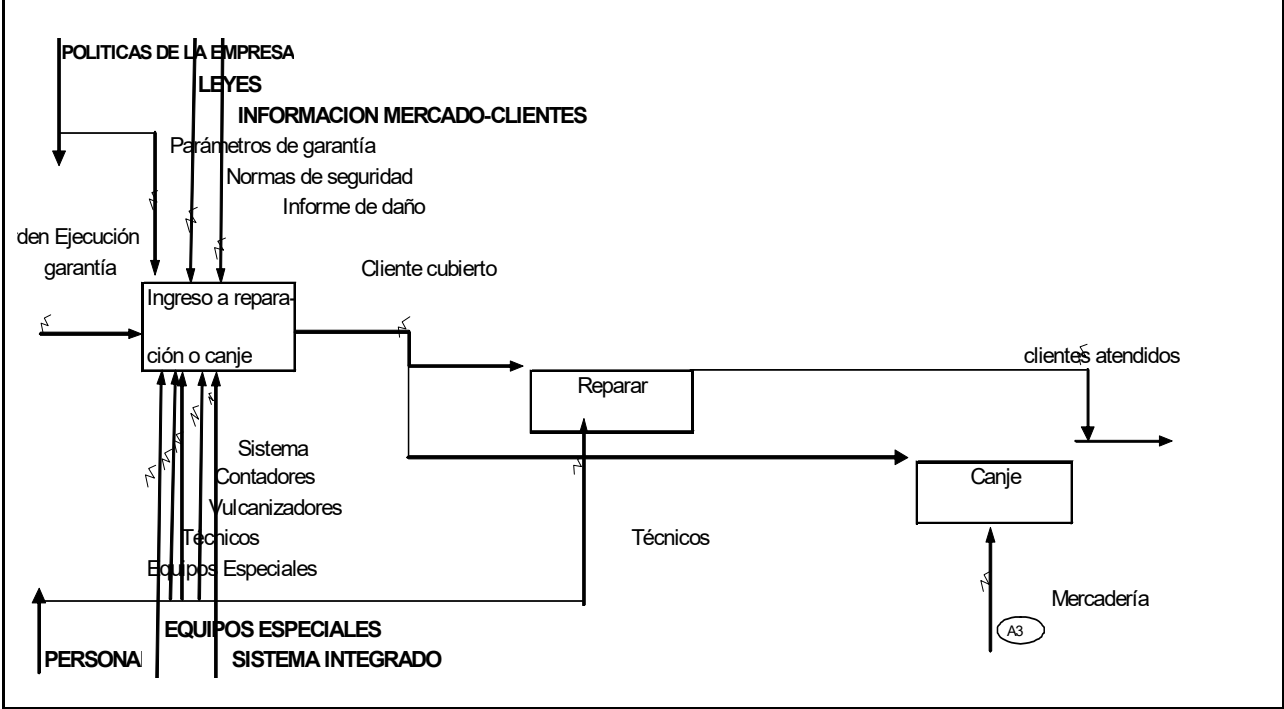 POLITICAS DE LA EMPRESA
LEYES
INFORMACION MERCADO-CLIENTES
Parámetros de garantía
Normas de seguridad
Informe de daño
den Ejecución
garantía
Cliente cubierto
Ingreso a repara-
ción o canje
clientes atendidos
Reparar
Sistema
Contadores
Vulcanizadores
Técnicos
Equipos Especiales
Canje
Técnicos
Mercadería
A3
EQUIPOS ESPECIALES
PERSONA
SISTEMA INTEGRADO